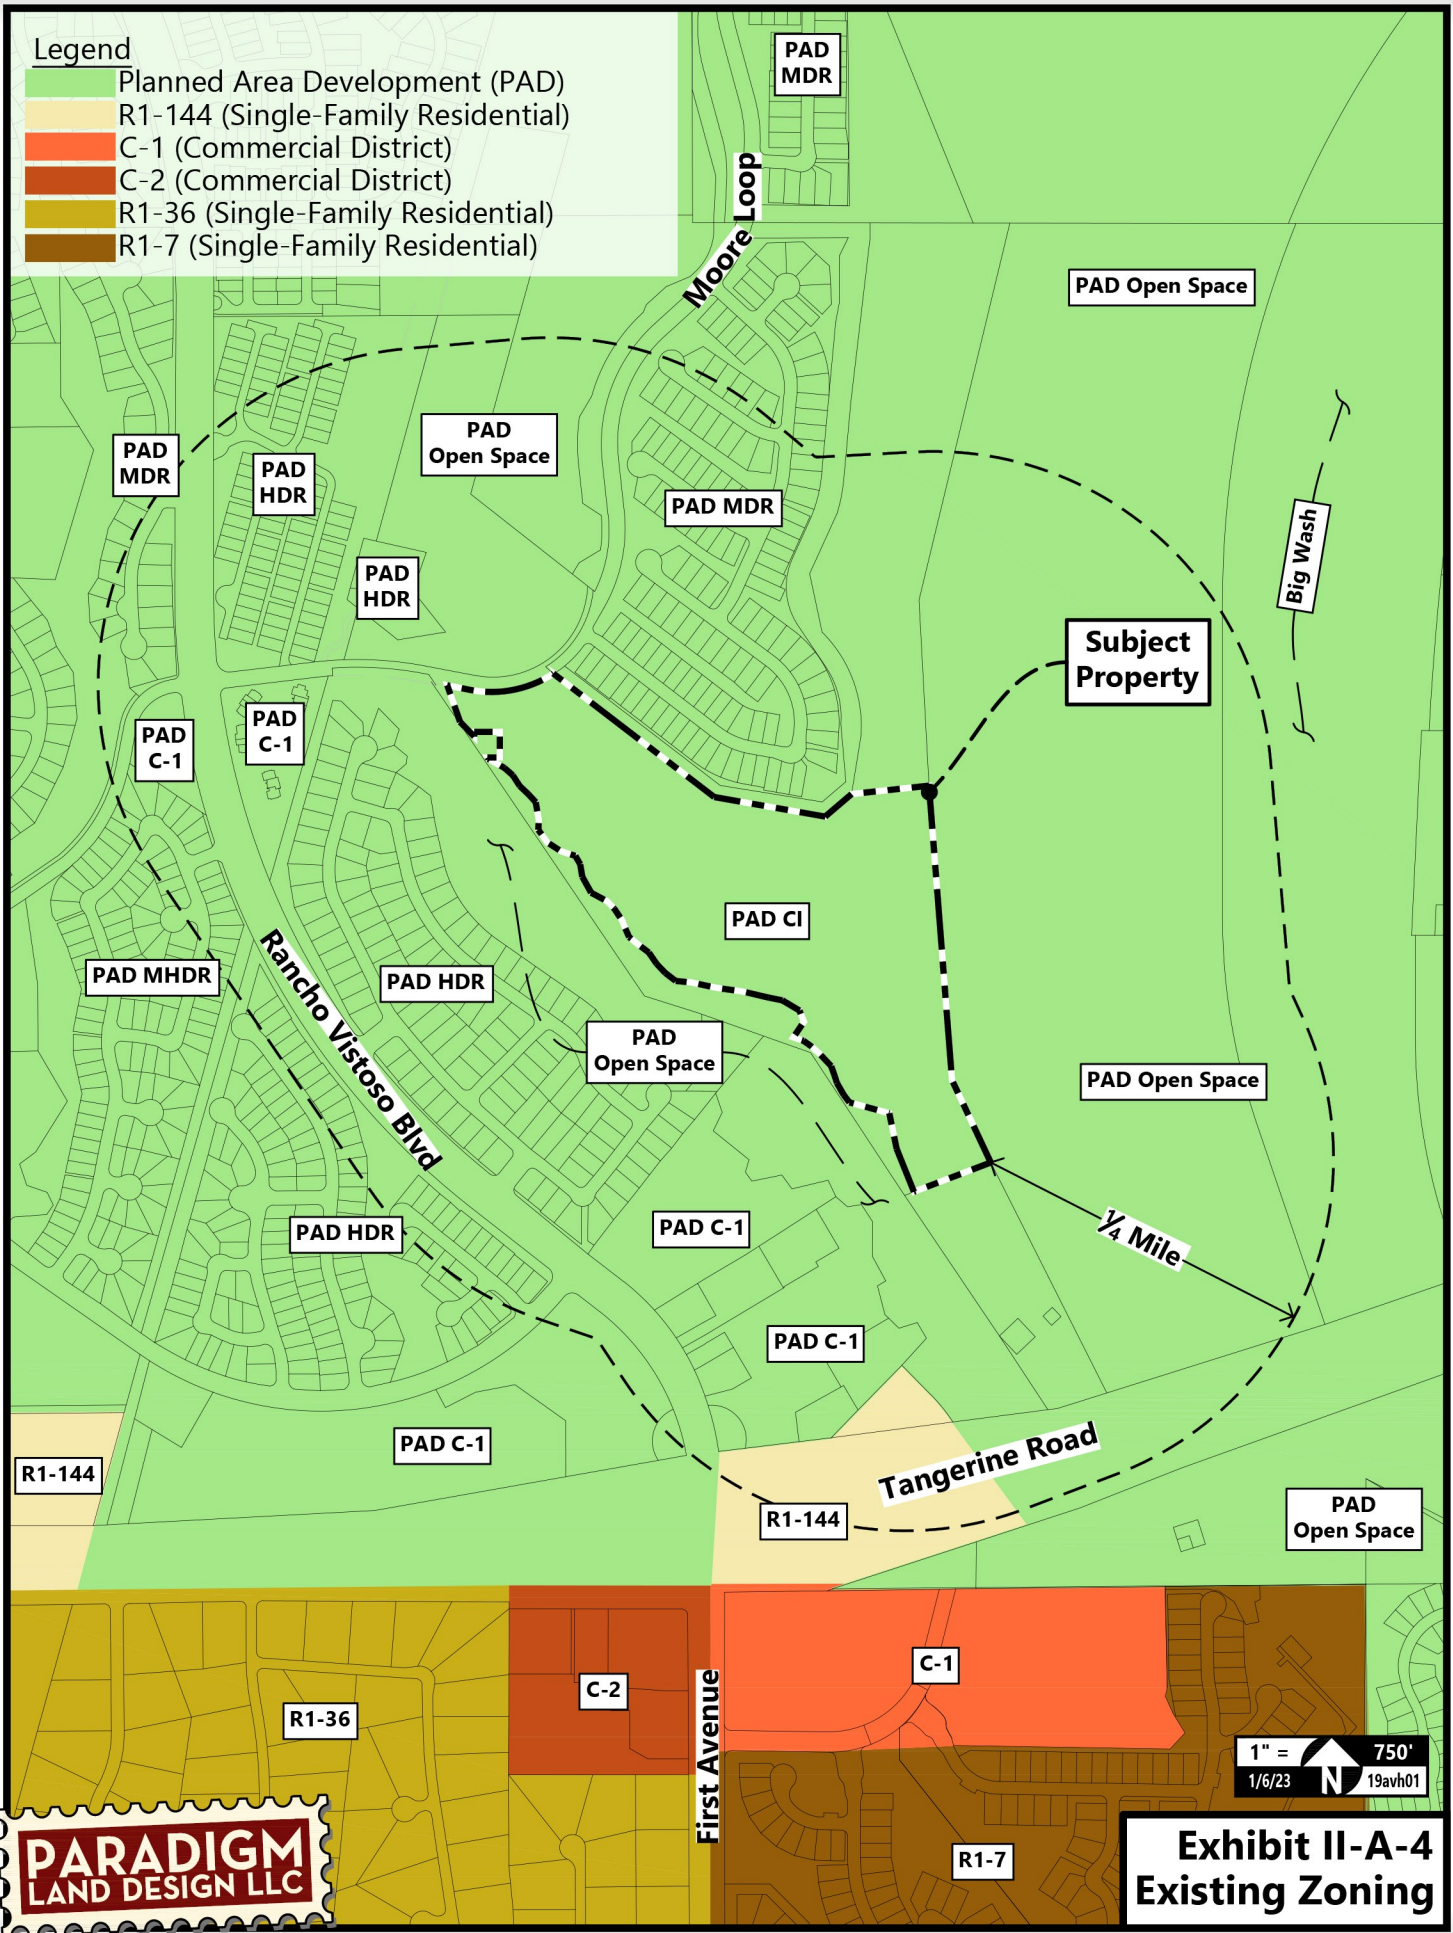 Legend
Planned Area Development (PAD)
R1-144 (Single-Family Residential)
C-1 (Commercial District)
C-2 (Commercial District)
R1-36 (Single-Family Residential)
R1-7 (Single-Family Residential)
PAD
MDR
Moore Loop
PAD Open Space
PAD
Open Space
PAD
MDR
PAD
HDR
PAD MDR
Big Wash
PAD
HDR
Subject
Property
PAD
C-1
PAD
C-1
PAD CI
PAD MHDR
PAD HDR
Rancho Vistoso Blvd
PAD
Open Space
PAD Open Space
PAD HDR
PAD C-1
¼ Mile
PAD C-1
PAD C-1
Tangerine Road
R1-144
R1-144
PAD
Open Space
C-1
C-2
First Avenue
R1-36
R1-7
1" = 750'
1/6/23 N 19avh01
PARADIGM
LAND DESIGN LLC
Exhibit II-A-4
Existing Zoning